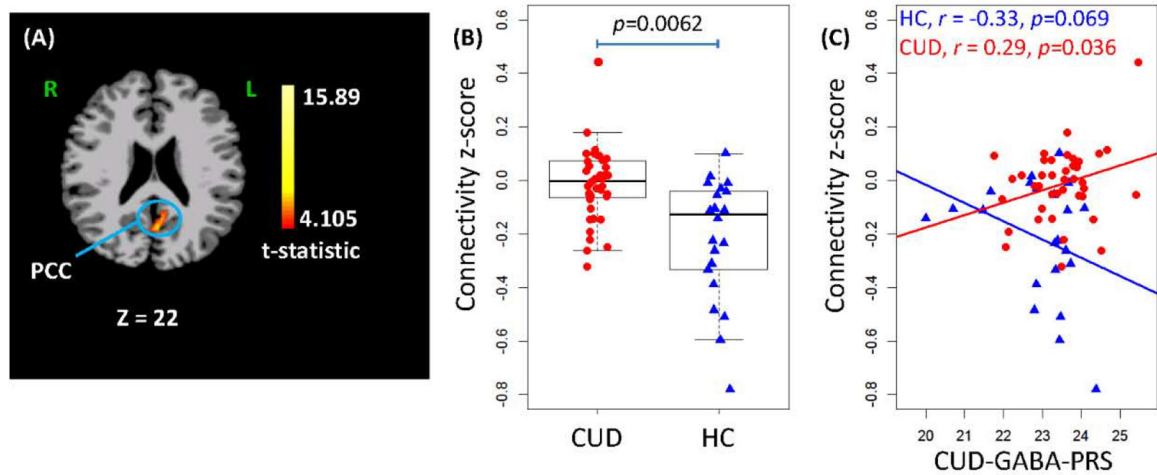 (A)
R
L
15.89
4.105
t-statistic
PCC
Z = 22
(B)
p=0.0062
Connectivity z-score
0.6
0.4
0.2
0.0
-0.2
-0.4
-0.6
-0.8
CUD
HC
(C)
HC, r = -0.33, p=0.069
CUD, r = 0.29, p=0.036
Connectivity z-score
0.6
0.4
0.2
0.0
-0.2
-0.4
-0.6
-0.8
20 21 22 23 24 25
CUD-GABA-PRS